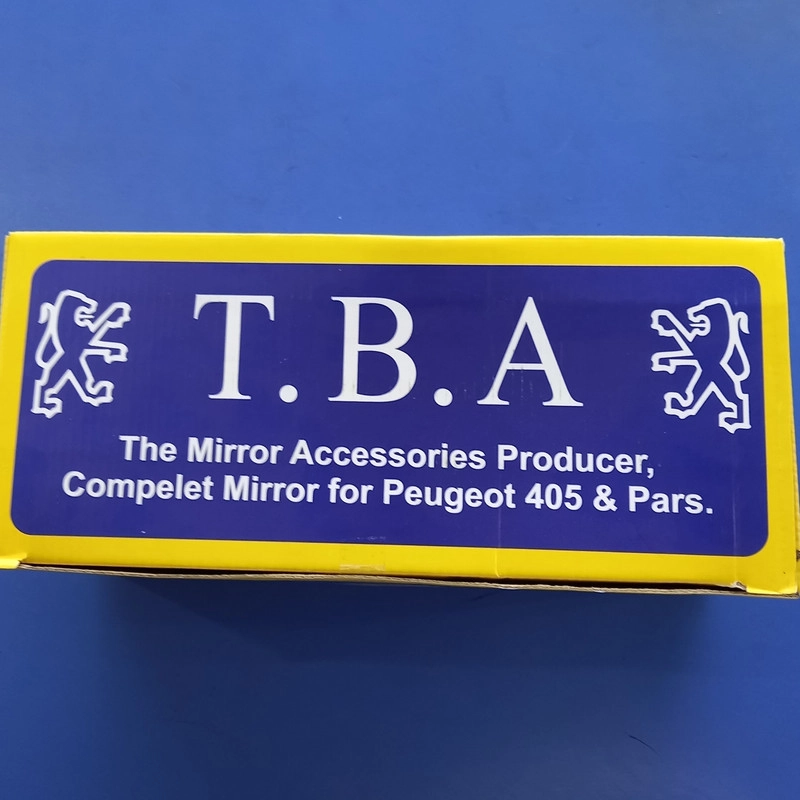 T.B.A
The Mirror Accessories Producer,
Compelet Mirror for Peugeot 405 & Pars.